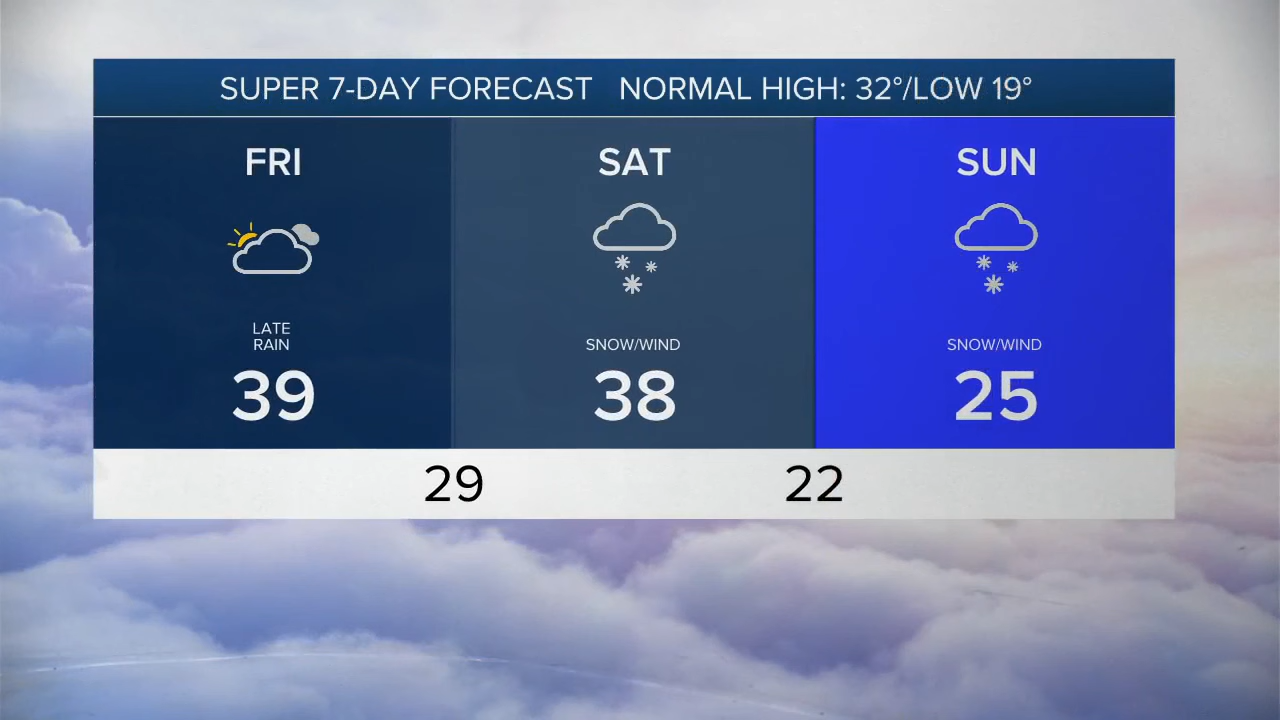 SUPER 7-DAY FORECAST NORMAL HIGH: 32°/LOW 19°
FRI
SAT
SUN
LATE
RAIN
SNOW/WIND
SNOW/WIND
39
38
25
29
22